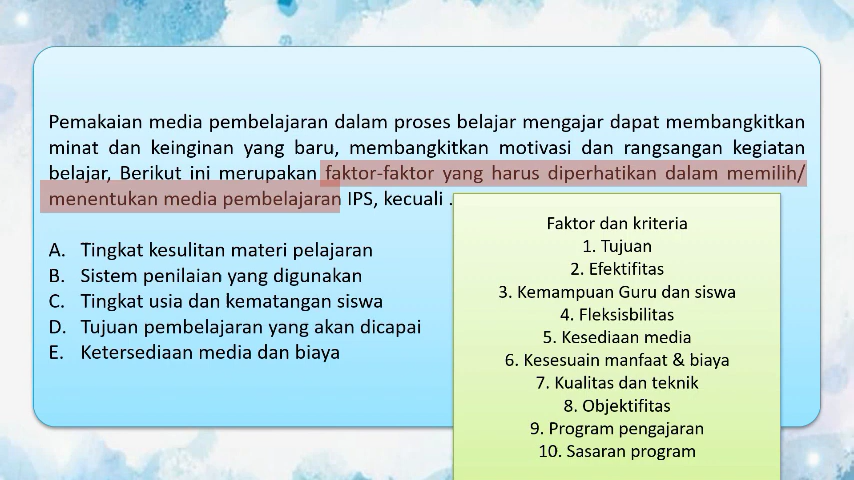 Pemakaian media pembelajaran dalam proses belajar mengajar dapat membangkitkan
minat dan keinginan yang baru, membangkitkan motivasi dan rangsangan kegiatan
belajar, Berikut ini merupakan faktor-faktor yang harus diperhatikan dalam memilih/
menentukan media pembelajaran IPS, kecuali .
A. Tingkat kesulitan materi pelajaran
B. Sistem penilaian yang digunakan
C. Tingkat usia dan kematangan siswa
D. Tujuan pembelajaran yang akan dicapai
E. Ketersediaan media dan biaya
Faktor dan kriteria
1. Tujuan
2. Efektifitas
3. Kemampuan Guru dan siswa
4. Fleksisbilitas
5. Kesediaan media
6. Kesesuain manfaat & biaya
7. Kualitas dan teknik
8. Objektifitas
9. Program pengajaran
10. Sasaran program